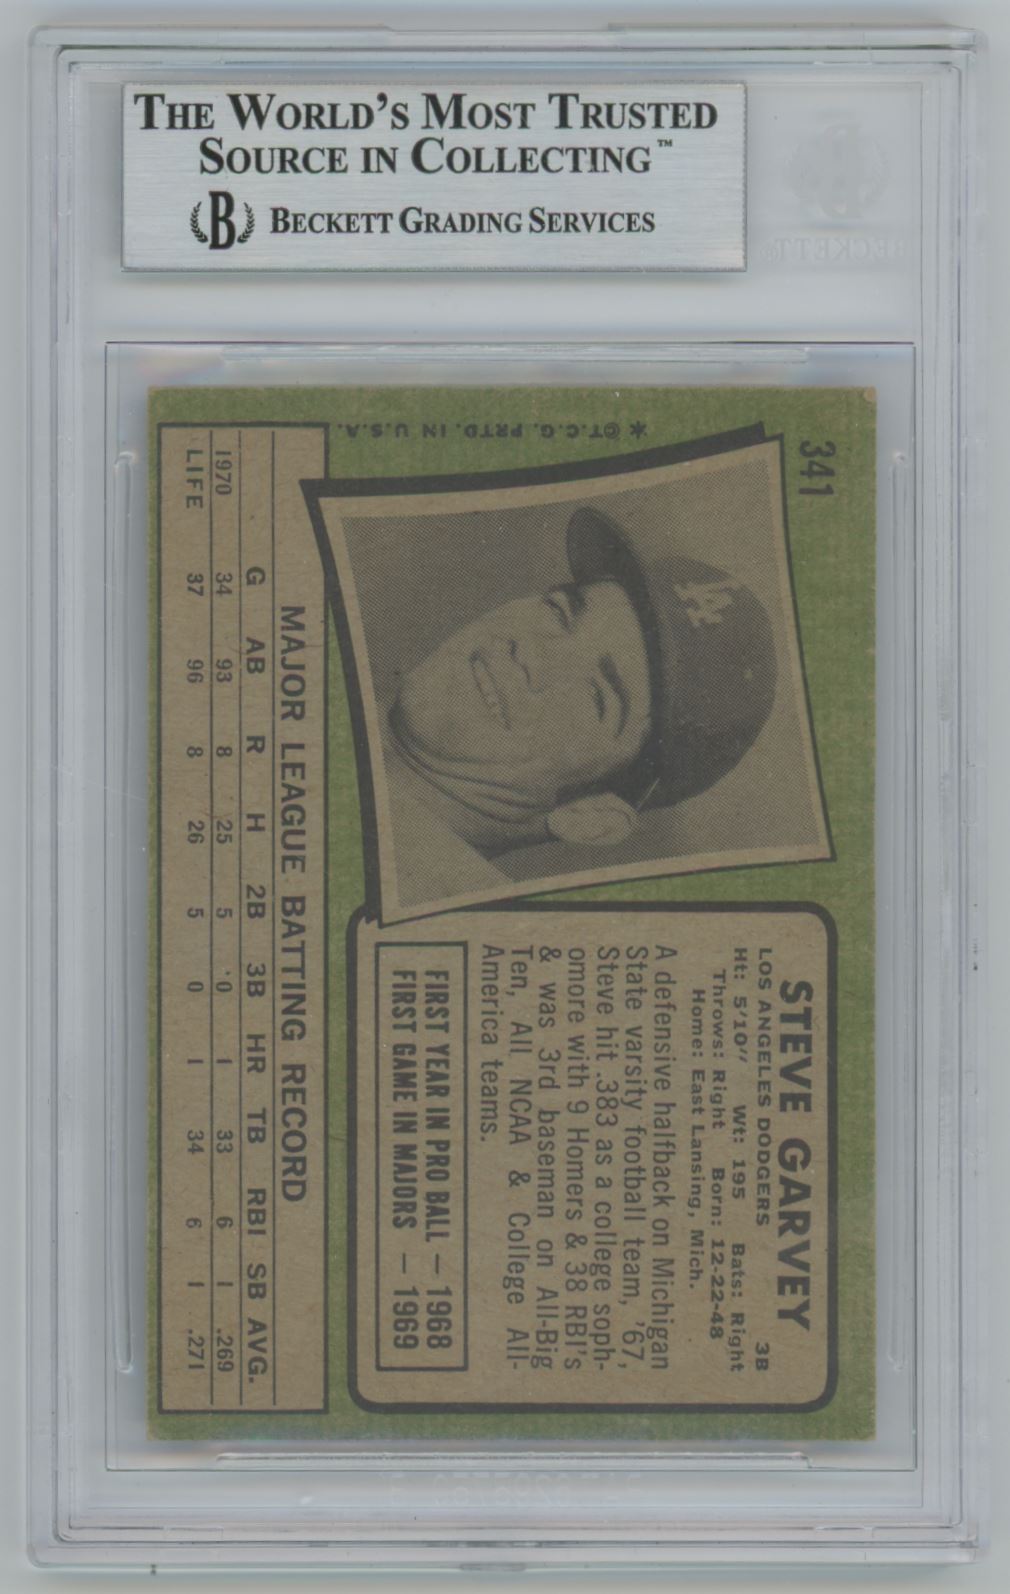 THE WORLD'S MOST TRUSTED
SOURCE IN COLLECTING™
B BECKETT GRADING SERVICES
BECKETT®
341
✶ ©T.C.G. PRTD. IN U.S.A.
STEVE GARVEY
LOS ANGELES DODGERS 3B
Ht: 5'10" Wt: 195 Bats: Right
Throws: Right Born: 12-22-48
Home: East Lansing, Mich.
A defensive halfback on Michigan
State varsity football team, '67,
Steve hit .383 as a college soph-
omore with 9 Homers & 38 RBI's
& was 3rd baseman on All-Big
Ten, All NCAA & College All-
America teams.
FIRST YEAR IN PRO BALL — 1968
FIRST GAME IN MAJORS — 1969
MAJOR LEAGUE BATTING RECORD
G AB R H 2B 3B HR TB RBI SB AVG.
1970 34 93 8 25 5 0 1 33 6 1 .269
LIFE 37 96 8 26 5 0 1 34 6 1 .271